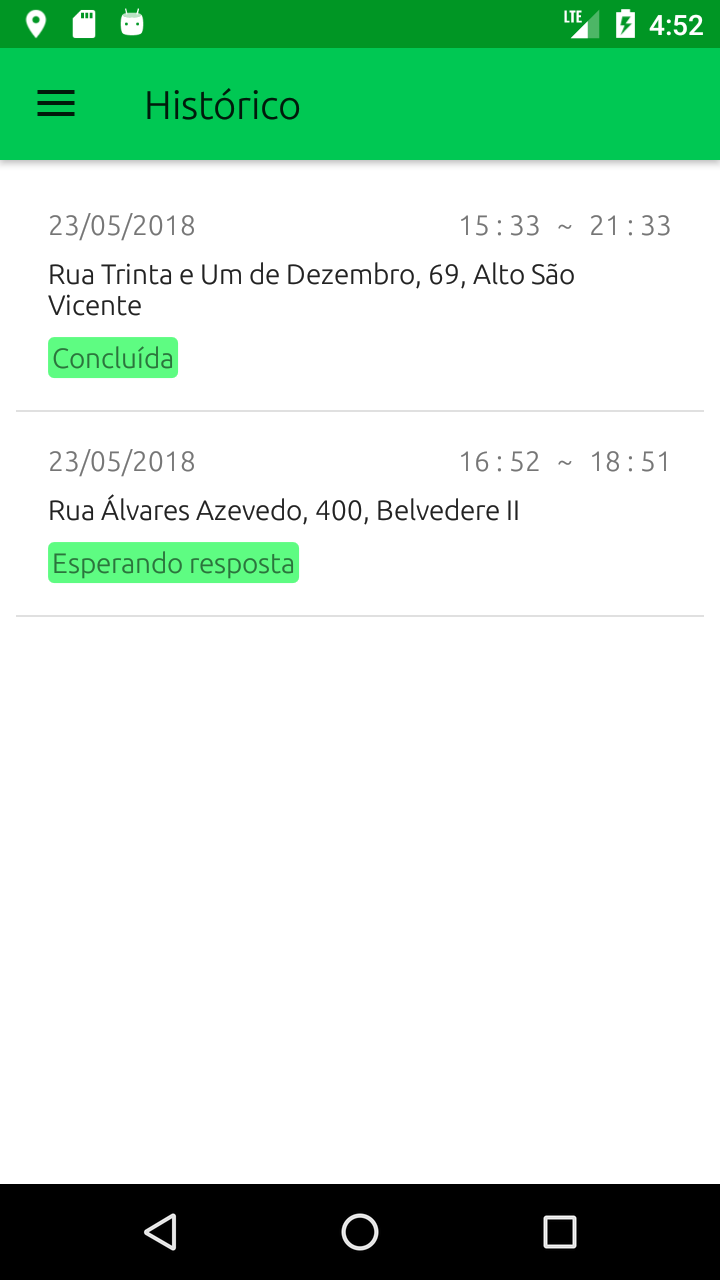 LTE 4:52
Histórico
23/05/2018 15:33 ~ 21:33
Rua Trinta e Um de Dezembro, 69, Alto São
Vicente
Concluída
23/05/2018 16:52 ~ 18:51
Rua Álvares Azevedo, 400, Belvedere II
Esperando resposta